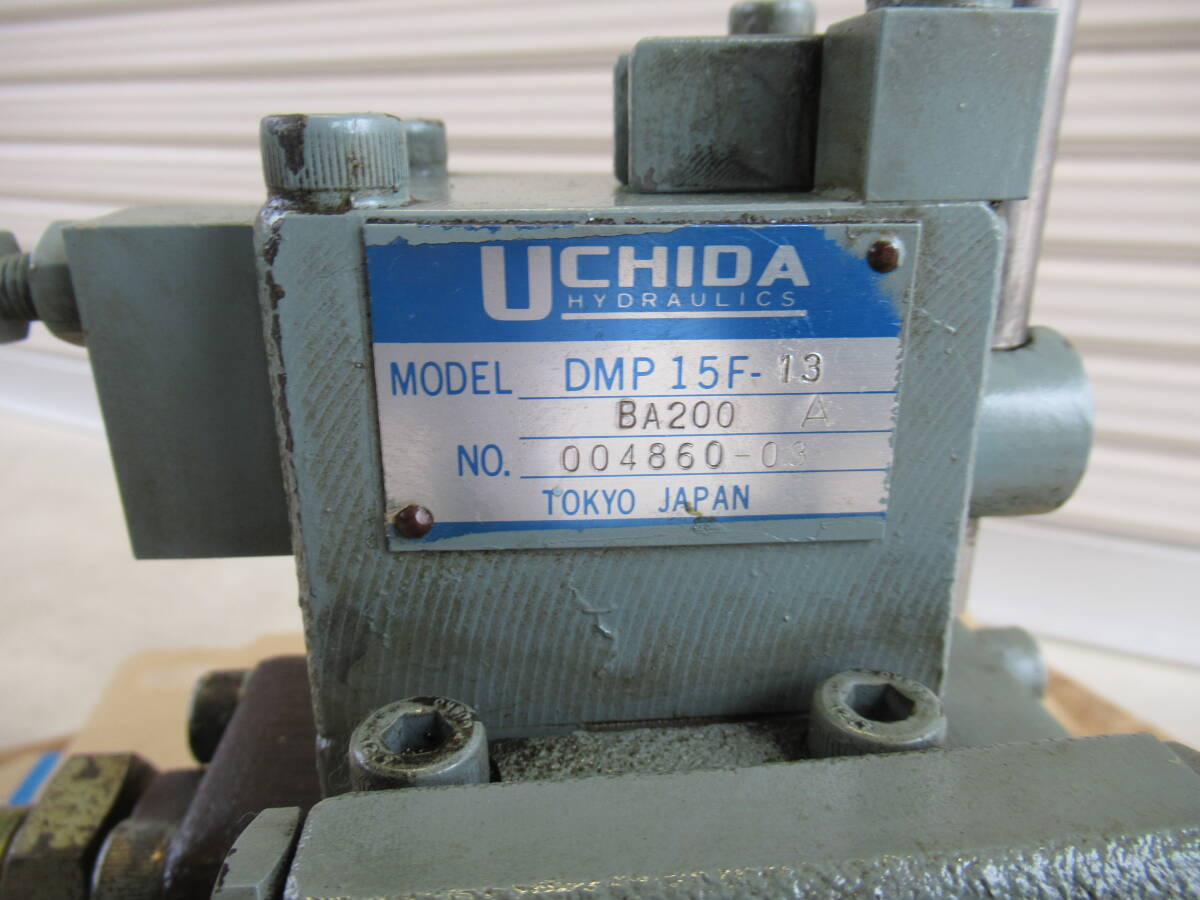 UCHIDA
HYDRAULICS
MODEL DMP 15F-13
BA200 A
NO. 004860-03
TOKYO JAPAN